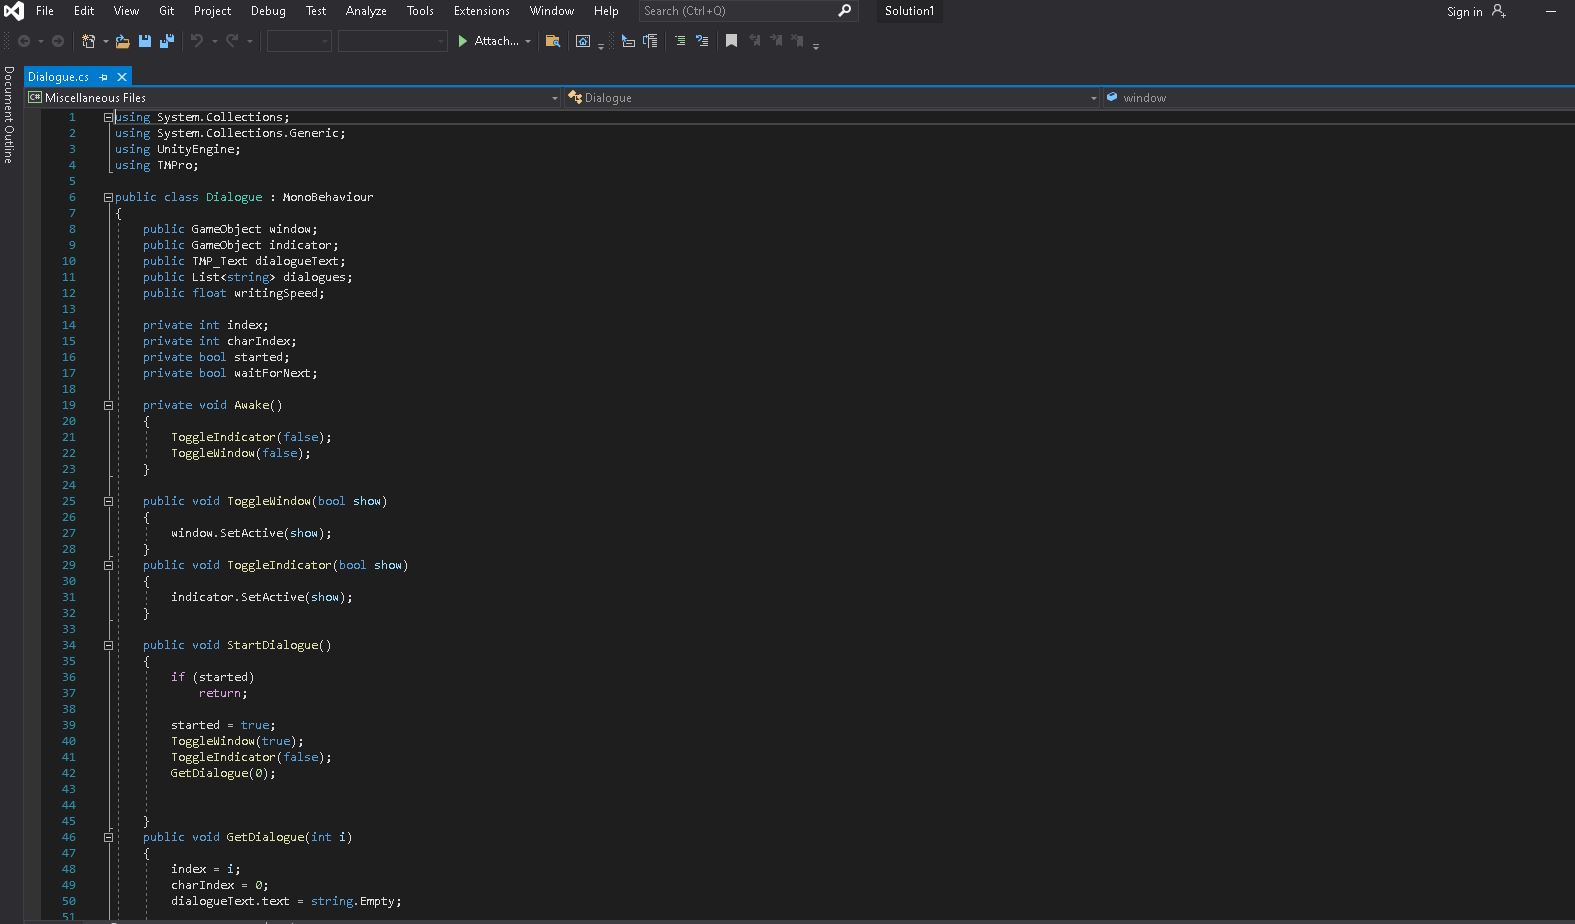 File Edit View Git Project Debug Test Analyze Tools Extensions Window Help Search (Ctrl+Q) Solution1 Sign in
Attach...
Document Outline
Dialogue.cs
C# Miscellaneous Files Dialogue window
1 using System.Collections;
2 using System.Collections.Generic;
3 using UnityEngine;
4 using TMPro;
5
6 public class Dialogue : MonoBehaviour
7 {
8 public GameObject window;
9 public GameObject indicator;
10 public TMP_Text dialogueText;
11 public List<string> dialogues;
12 public float writingSpeed;
13
14 private int index;
15 private int charIndex;
16 private bool started;
17 private bool waitForNext;
18
19 private void Awake()
20 {
21 ToggleIndicator(false);
22 ToggleWindow(false);
23 }
24
25 public void ToggleWindow(bool show)
26 {
27 window.SetActive(show);
28 }
29 public void ToggleIndicator(bool show)
30 {
31 indicator.SetActive(show);
32 }
33
34 public void StartDialogue()
35 {
36 if (started)
37 return;
38
39 started = true;
40 ToggleWindow(true);
41 ToggleIndicator(false);
42 GetDialogue(0);
43
44
45 }
46 public void GetDialogue(int i)
47 {
48 index = i;
49 charIndex = 0;
50 dialogueText.text = string.Empty;
51